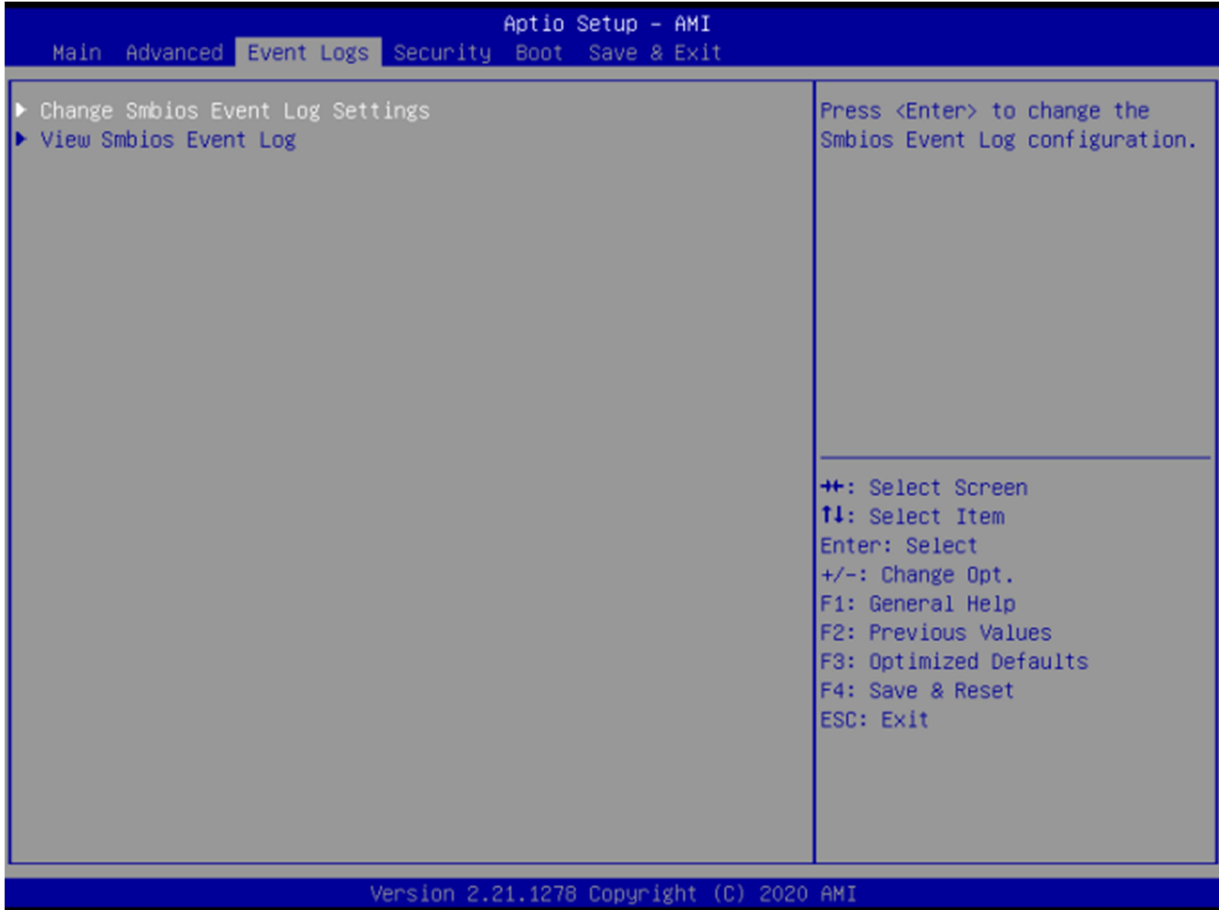 Aptio Setup - AMI
Main Advanced Event Logs Security Boot Save & Exit
▶ Change Smbios Event Log Settings
▶ View Smbios Event Log
Press <Enter> to change the
Smbios Event Log configuration.
→←: Select Screen
↑↓: Select Item
Enter: Select
+/-: Change Opt.
F1: General Help
F2: Previous Values
F3: Optimized Defaults
F4: Save & Reset
ESC: Exit
Version 2.21.1278 Copyright (C) 2020 AMI